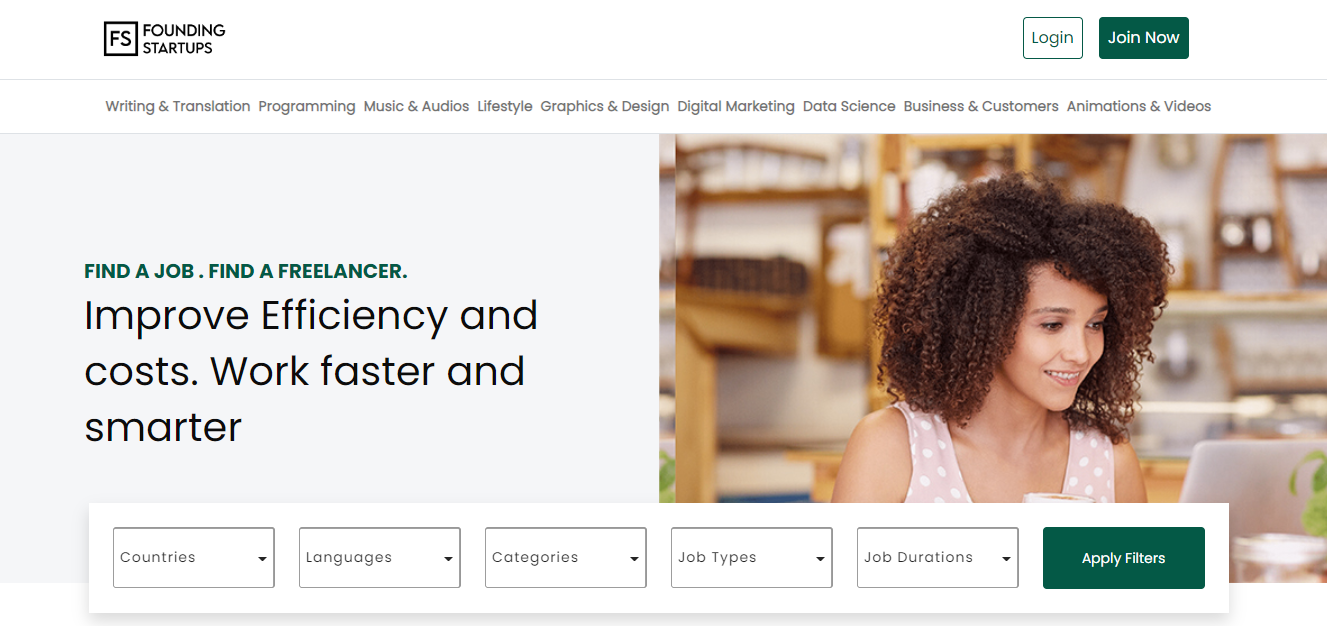 FS FOUNDING
STARTUPS
Login Join Now
Writing & Translation Programming Music & Audios Lifestyle Graphics & Design Digital Marketing Data Science Business & Customers Animations & Videos
FIND A JOB . FIND A FREELANCER.
Improve Efficiency and
costs. Work faster and
smarter
Countries Languages Categories Job Types Job Durations Apply Filters